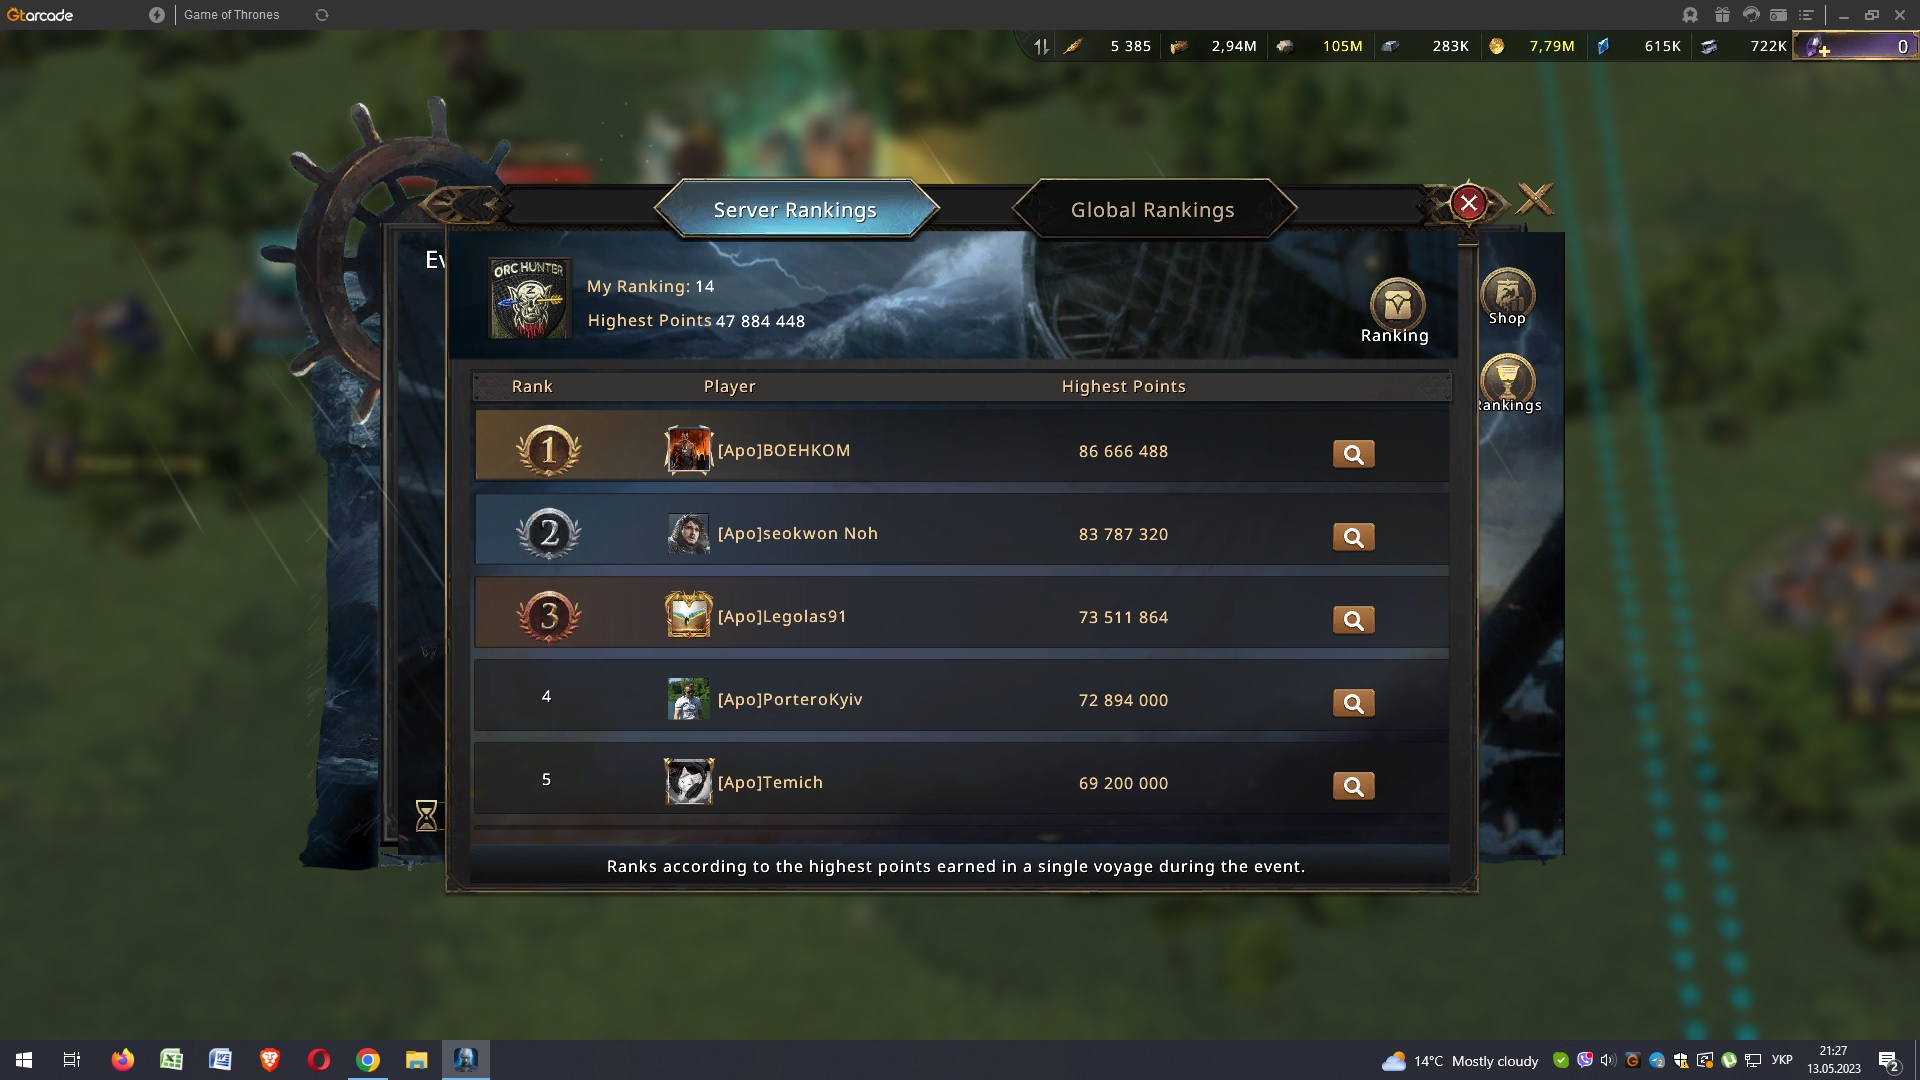 Gtarcade
Game of Thrones
5 385
2,94M
105M
283K
7,79M
615K
722K
0
Server Rankings
Global Rankings
Ev
ORC HUNTER
Z
My Ranking: 14
Highest Points 47 884 448
Ranking
Shop
Rankings
Rank Player Highest Points
1 [Apo]BOEHKOM 86 666 488
2 [Apo]seokwon Noh 83 787 320
3 [Apo]Legolas91 73 511 864
4 [Apo]PorteroKyiv 72 894 000
5 [Apo]Temich 69 200 000
Ranks according to the highest points earned in a single voyage during the event.
14°C Mostly cloudy
УКР
21:27
13.05.2023
2